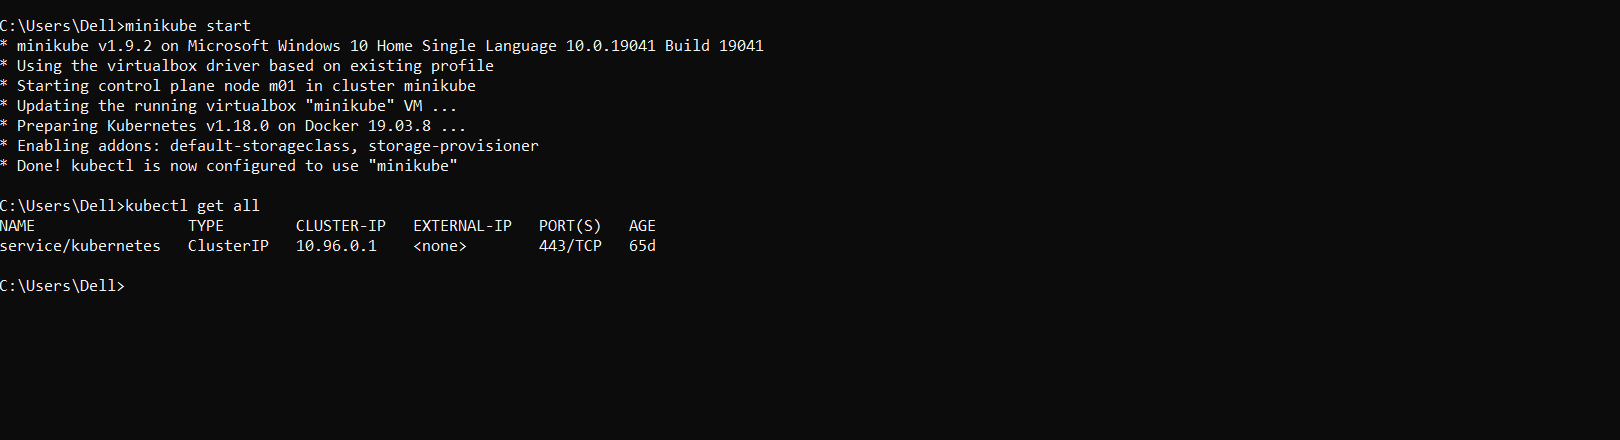 C:\Users\Dell>minikube start
* minikube v1.9.2 on Microsoft Windows 10 Home Single Language 10.0.19041 Build 19041
* Using the virtualbox driver based on existing profile
* Starting control plane node m01 in cluster minikube
* Updating the running virtualbox "minikube" VM ...
* Preparing Kubernetes v1.18.0 on Docker 19.03.8 ...
* Enabling addons: default-storageclass, storage-provisioner
* Done! kubectl is now configured to use "minikube"
C:\Users\Dell>kubectl get all
NAME                 TYPE        CLUSTER-IP   EXTERNAL-IP   PORT(S)   AGE
service/kubernetes   ClusterIP   10.96.0.1    <none>        443/TCP   65d
C:\Users\Dell>